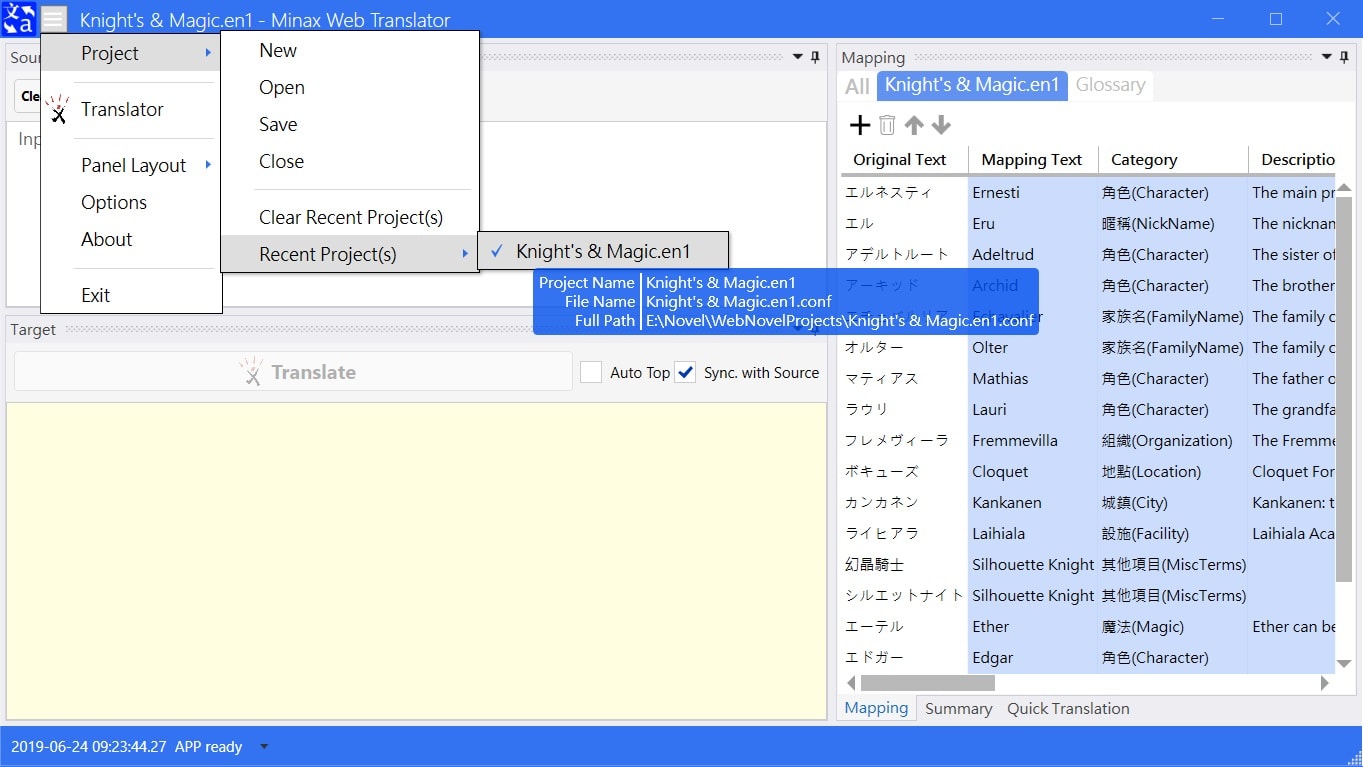 Knight's & Magic.en1 - Minax Web Translator
Project
Translator
Panel Layout
Options
About
Exit
New
Open
Save
Close
Clear Recent Project(s)
Recent Project(s)
Knight's & Magic.en1
Project Name Knight's & Magic.en1
File Name Knight's & Magic.en1.conf
Full Path E:\Novel\WebNovelProjects\Knight's & Magic.en1.conf
Target
Translate
Auto Top
Sync. with Source
Mapping
All Knight's & Magic.en1 Glossary
Original Text Mapping Text Category Descriptio
エルネスティ Ernesti 角色(Character) The main pr
エル Eru 暱稱(NickName) The nicknan
アデルトルート Adeltrud 角色(Character) The sister of
アーキッド Archid 角色(Character) The brother
家族名(FamilyName) The family c
オルター Olter 家族名(FamilyName) The family c
マティアス Mathias 角色(Character) The father o
ラウリ Lauri 角色(Character) The grandfa
フレメヴィーラ Fremmevilla 組織(Organization) The Fremme
ボキューズ Cloquet 地點(Location) Cloquet For
カンカネン Kankanen 城鎮(City) Kankanen: t
ライヒアラ Laihiala 設施(Facility) Laihiala Aca
幻晶騎士 Silhouette Knight 其他項目(MiscTerms)
シルエットナイト Silhouette Knight 其他項目(MiscTerms)
エーテル Ether 魔法(Magic) Ether can be
エドガー Edgar 角色(Character)
Mapping Summary Quick Translation
2019-06-24 09:23:44.27 APP ready